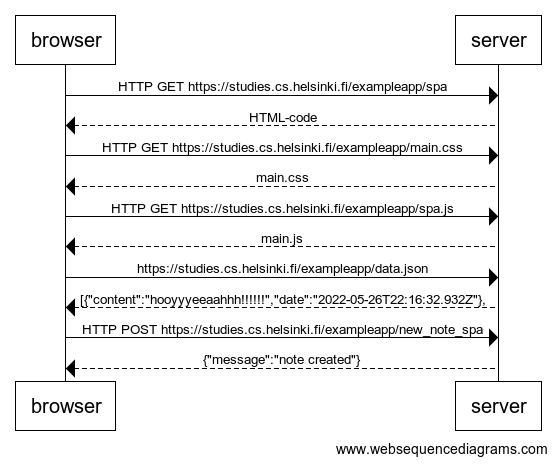 browser server
HTTP GET https://studies.cs.helsinki.fi/exampleapp/spa
HTML-code
HTTP GET https://studies.cs.helsinki.fi/exampleapp/main.css
main.css
HTTP GET https://studies.cs.helsinki.fi/exampleapp/spa.js
main.js
https://studies.cs.helsinki.fi/exampleapp/data.json
[{"content":"hooyyyeeaahhh!!!!!!","date":"2022-05-26T22:16:32.932Z"},
HTTP POST https://studies.cs.helsinki.fi/exampleapp/new_note_spa
{"message":"note created"}
browser server
www.websequencediagrams.com